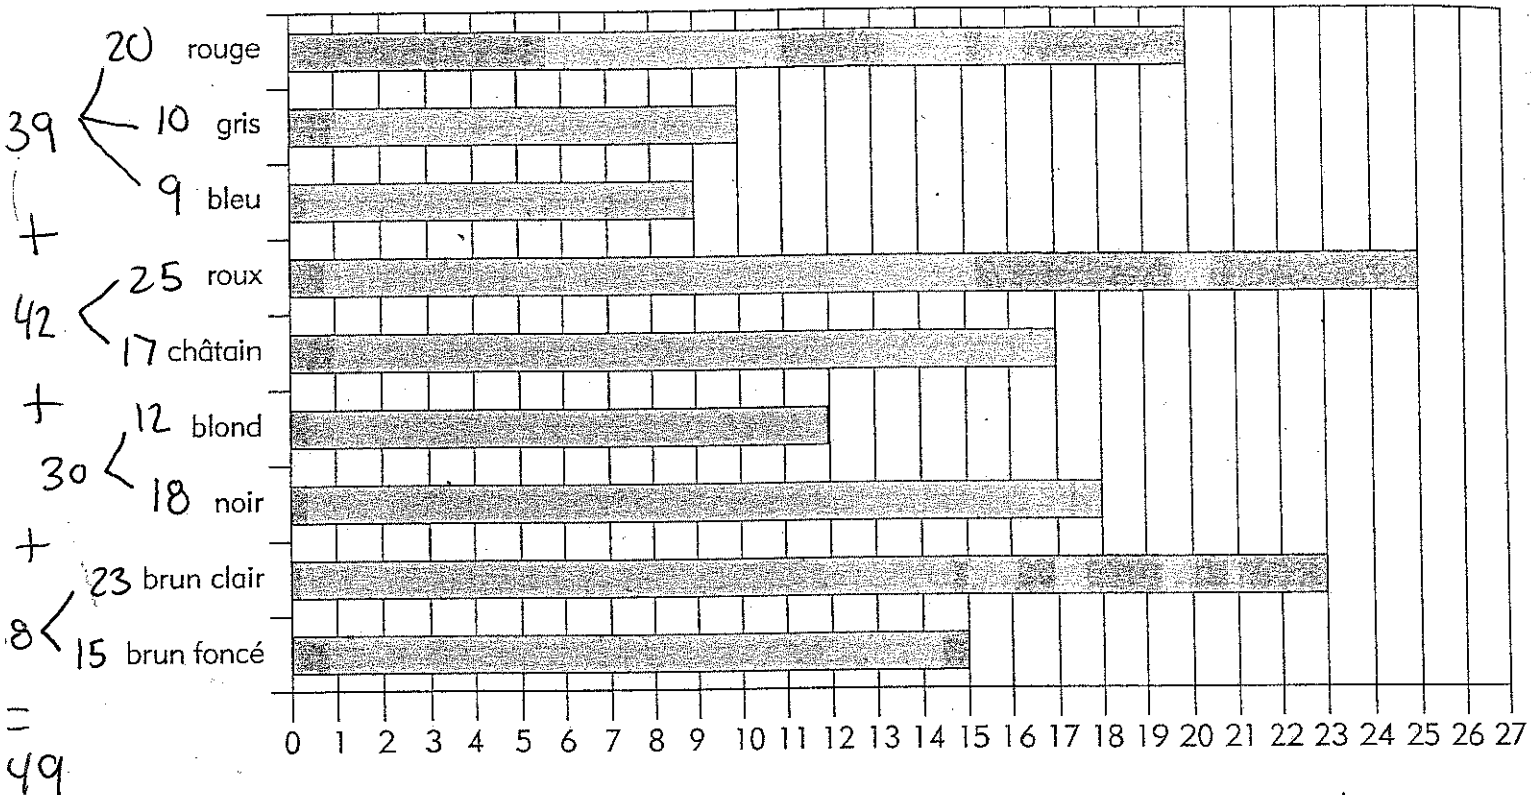 20 rouge
39
10 gris
9 bleu
+
25 roux
42
17 châtain
+
12 blond
30
18 noir
+
23 brun clair
8
15 brun foncé
=
49
0 1 2 3 4 5 6 7 8 9 10 11 12 13 14 15 16 17 18 19 20 21 22 23 24 25 26 27